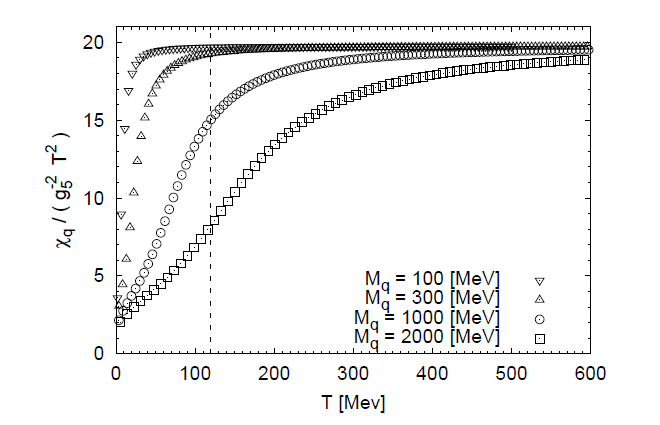 20
15
10
5
0
χq / ( g5^-2 T^2 )
Mq = 100 [MeV]
Mq = 300 [MeV]
Mq = 1000 [MeV]
Mq = 2000 [MeV]
0 100 200 300 400 500 600
T [Mev]